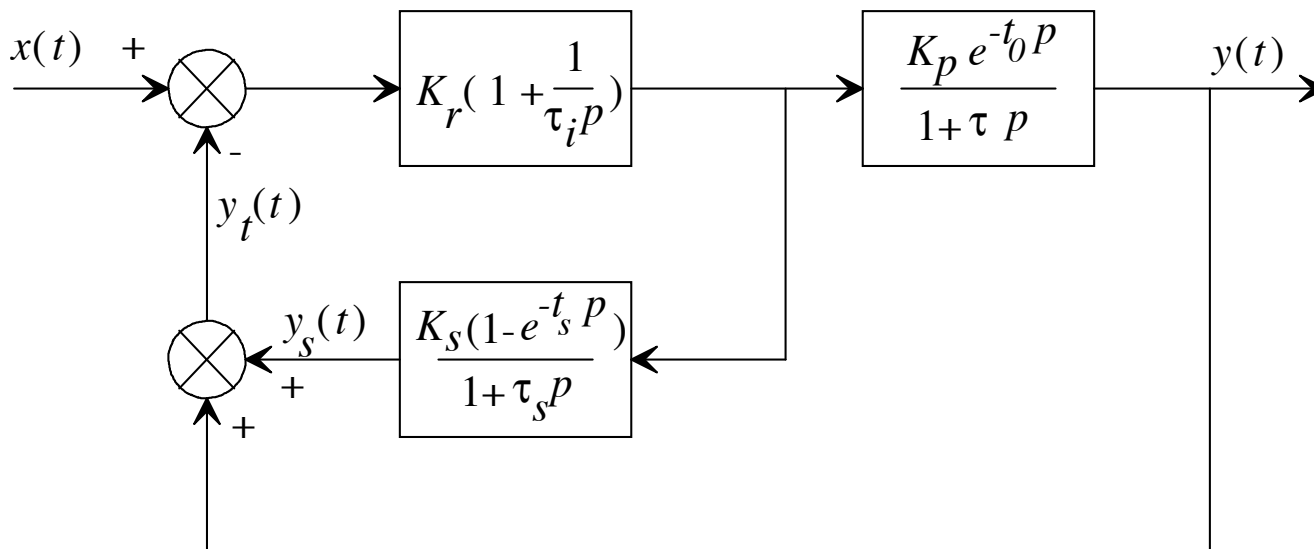 x(t) +
K_r( 1 + 1/(τ_i p))
K_p e^{-t_0 p}
1+ τ p
y(t)
-
y_t(t)
y_s(t)
+
K_s(1- e^{-t_s p})
1+ τ_s p
+